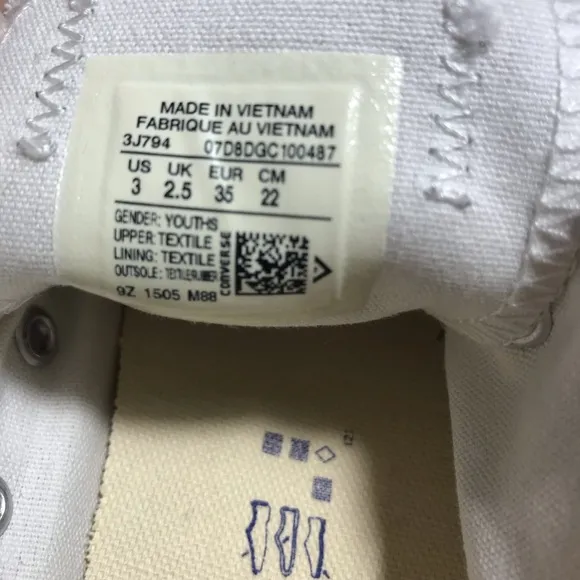 MADE IN VIETNAM
FABRIQUE AU VIETNAM
3J794 07D8DGC100487
US UK EUR CM
3 2.5 35 22
GENDER: YOUTHS
UPPER: TEXTILE
LINING: TEXTILE
OUTSOLE: TEXTILE/RUBBER
CONVERSE
9Z 1505 M88